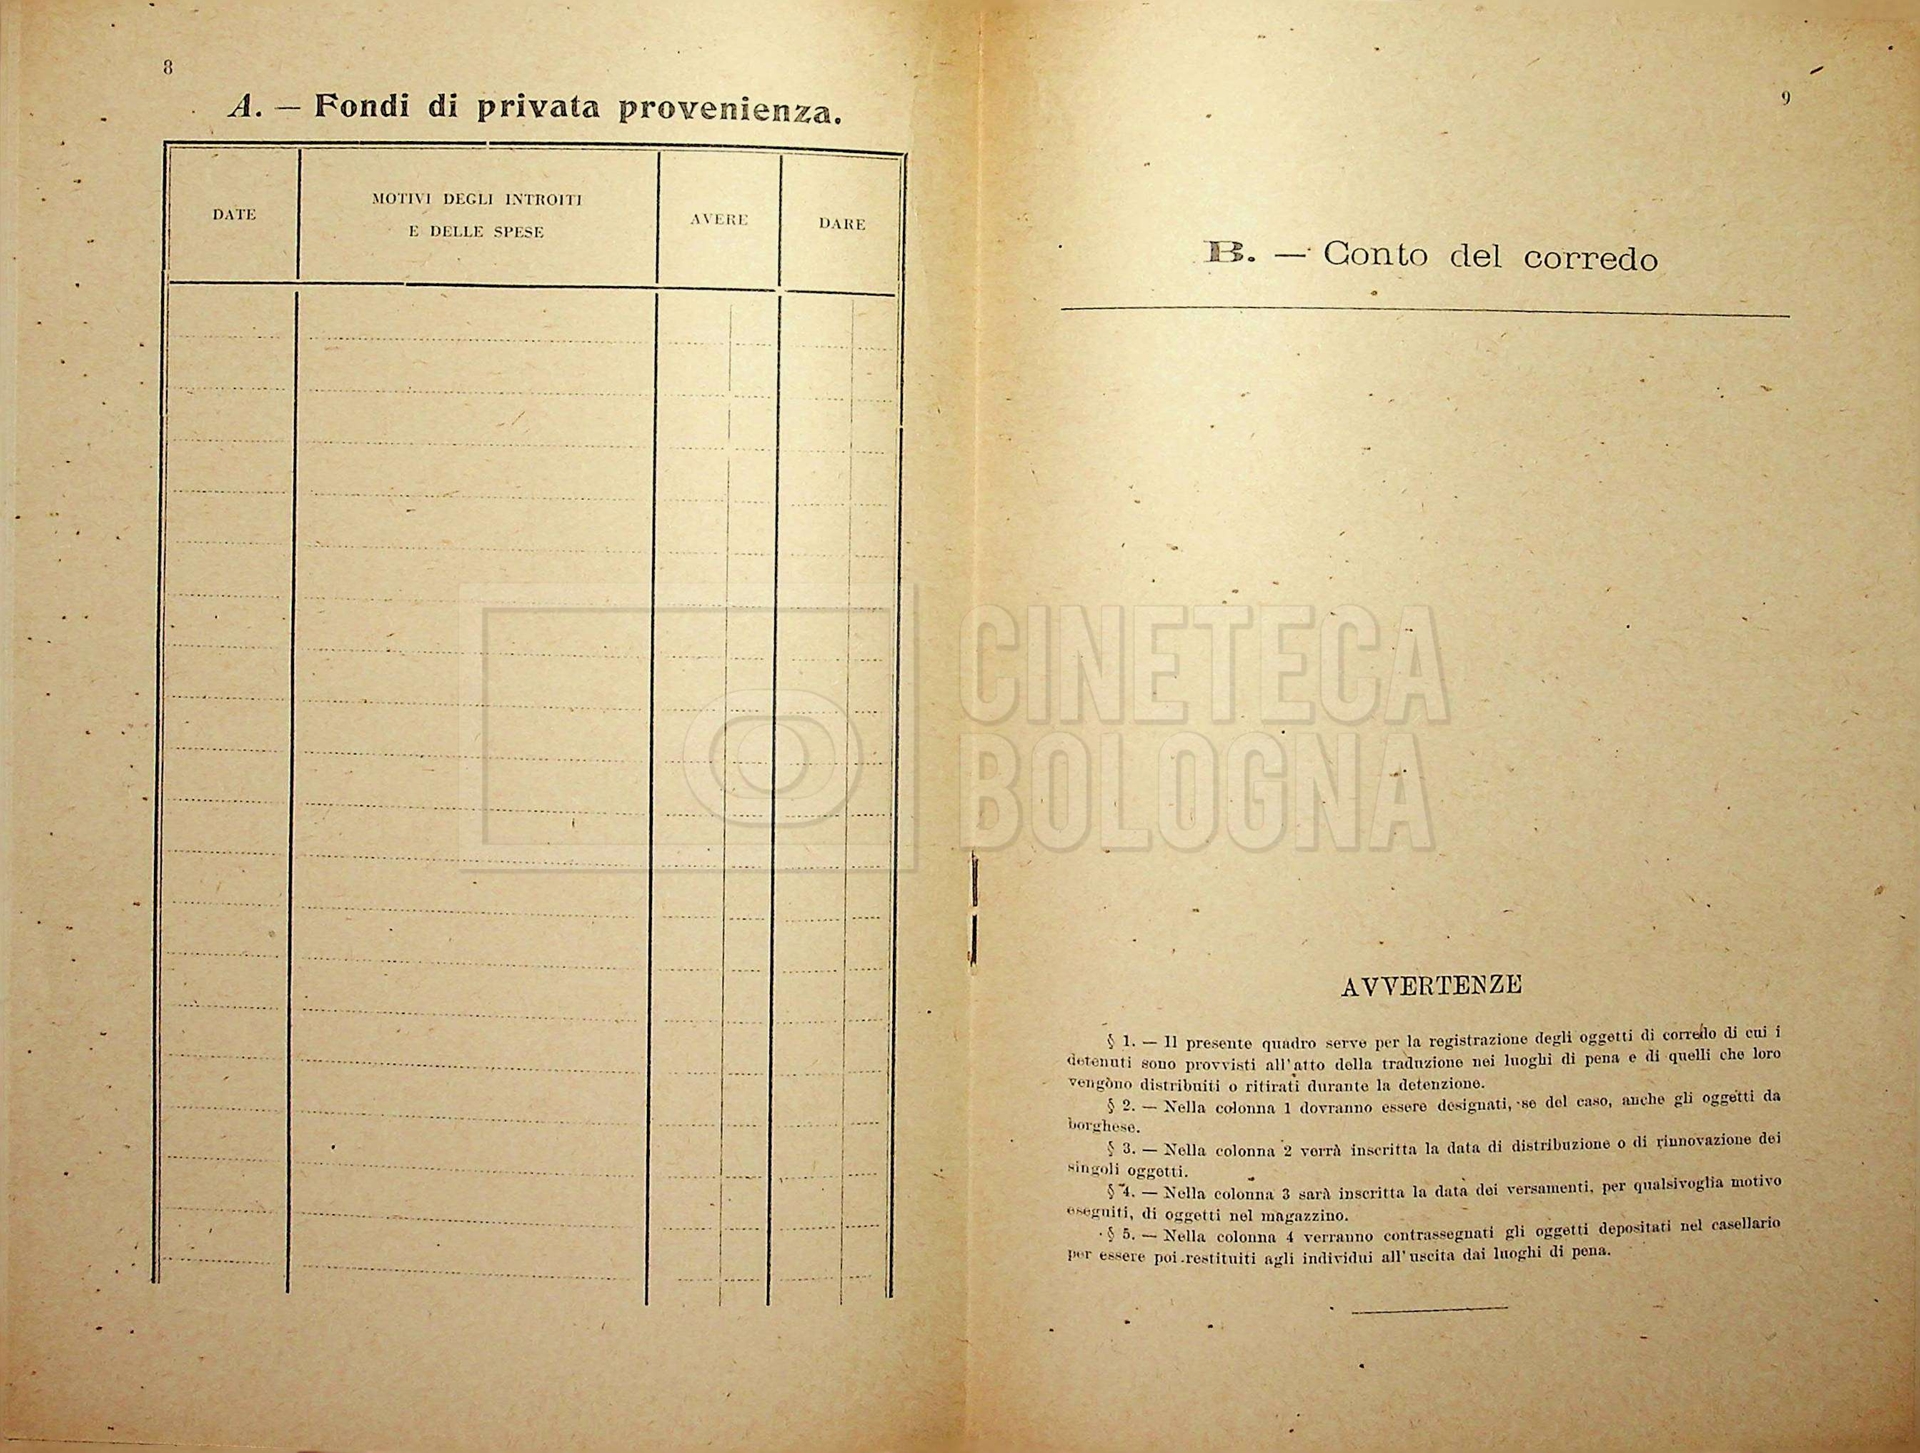 8
A. — Fondi di privata provenienza.
DATE
MOTIVI DEGLI INTROITI
E DELLE SPESE
AVERE
DARE
9
B. — Conto del corredo
CINETECA
BOLOGNA
AVVERTENZE
§ 1. — Il presente quadro serve per la registrazione degli oggetti di corredo di cui i
detenuti sono provvisti all'atto della traduzione nei luoghi di pena e di quelli che loro
vengono distribuiti o ritirati durante la detenzione.
§ 2. — Nella colonna 1 dovranno essere designati, se del caso, anche gli oggetti da
borghese.
§ 3. — Nella colonna 2 verrà inscritta la data di distribuzione o di rinnovazione dei
singoli oggetti.
§ 4. — Nella colonna 3 sarà inscritta la data dei versamenti, per qualsivoglia motivo
eseguiti, di oggetti nel magazzino.
§ 5. — Nella colonna 4 verranno contrassegnati gli oggetti depositati nel casellario
per essere poi restituiti agli individui all'uscita dai luoghi di pena.